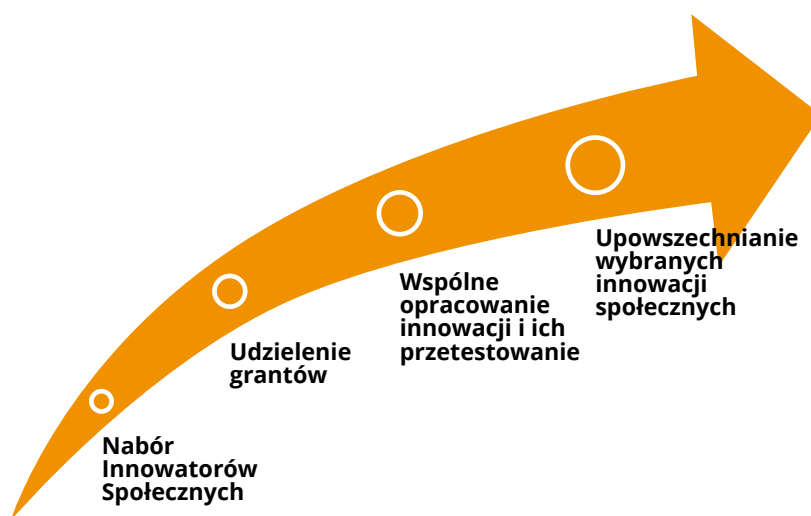 Nabór
Innowatorów
Społecznych
Udzielenie
grantów
Wspólne
opracowanie
innowacji i ich
przetestowanie
Upowszechnianie
wybranych
innowacji
społecznych